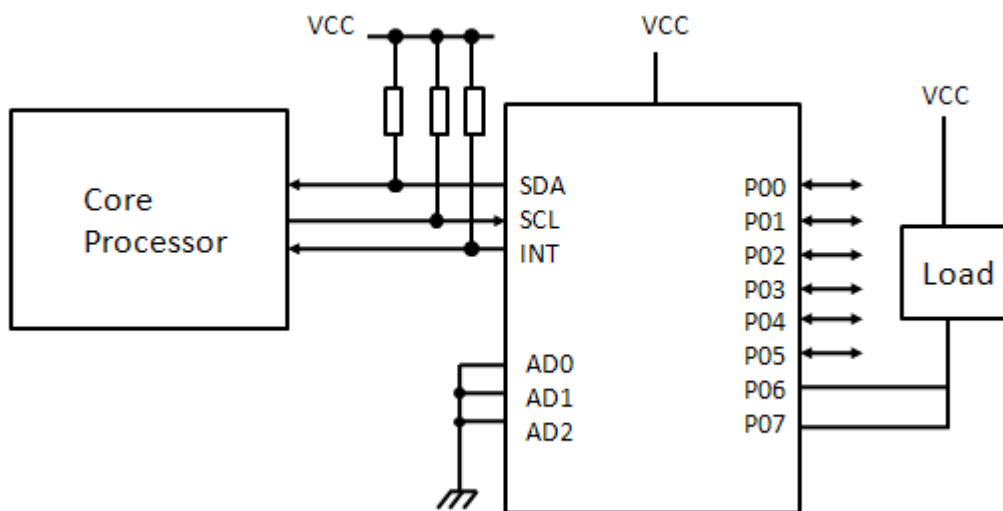 VCC
VCC
VCC
Core
Processor
SDA
SCL
INT
AD0
AD1
AD2
P00
P01
P02
P03
P04
P05
P06
P07
Load